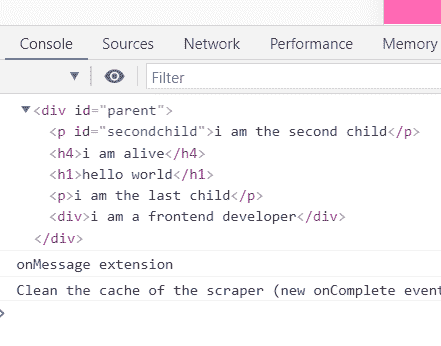 Console Sources Network Performance Memory
Filter
<div id="parent">
<p id="secondchild">i am the second child</p>
<h4>i am alive</h4>
<h1>hello world</h1>
<p>i am the last child</p>
<div>i am a frontend developer</div>
</div>
onMessage extension
Clean the cache of the scraper (new onComplete event